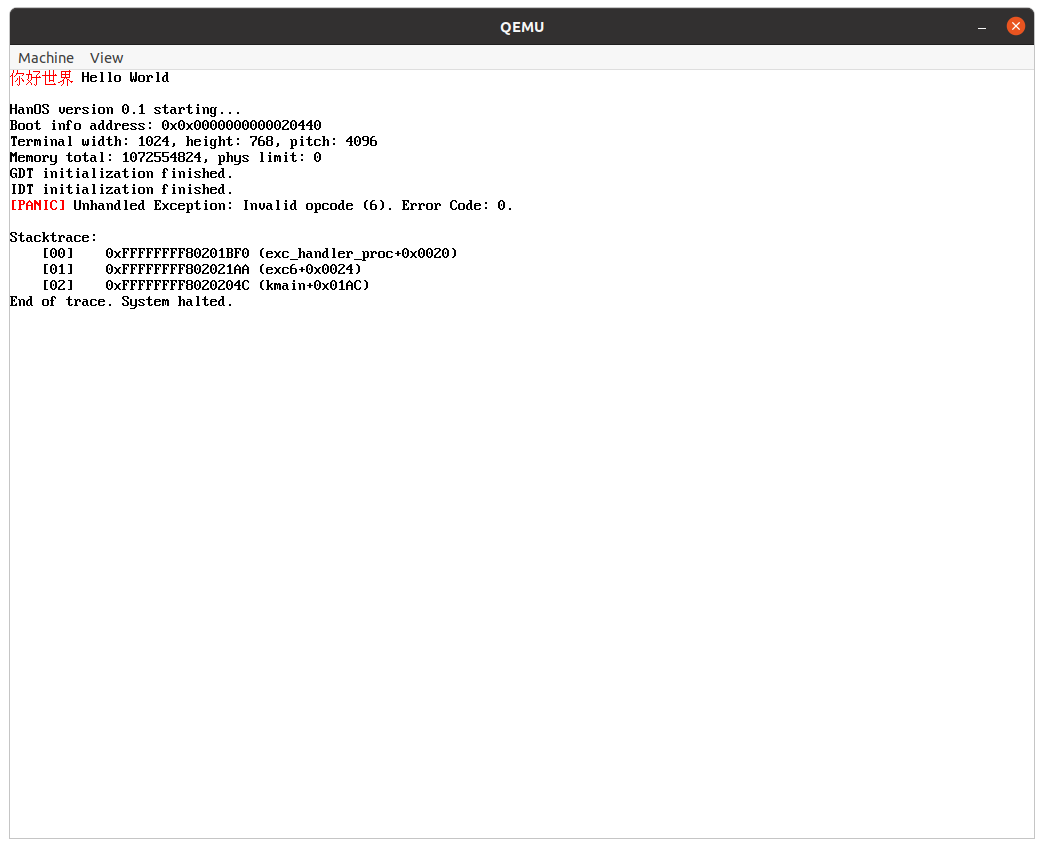 QEMU
Machine View
你好世界 Hello World
HanOS version 0.1 starting...
Boot info address: 0x0x0000000000020440
Terminal width: 1024, height: 768, pitch: 4096
Memory total: 1072554824, phys limit: 0
GDT initialization finished.
IDT initialization finished.
[PANIC] Unhandled Exception: Invalid opcode (6). Error Code: 0.
Stacktrace:
[00] 0xFFFFFFFF80201BF0 (exc_handler_proc+0x0020)
[01] 0xFFFFFFFF802021AA (exc6+0x0024)
[02] 0xFFFFFFFF8020204C (kmain+0x01AC)
End of trace. System halted.